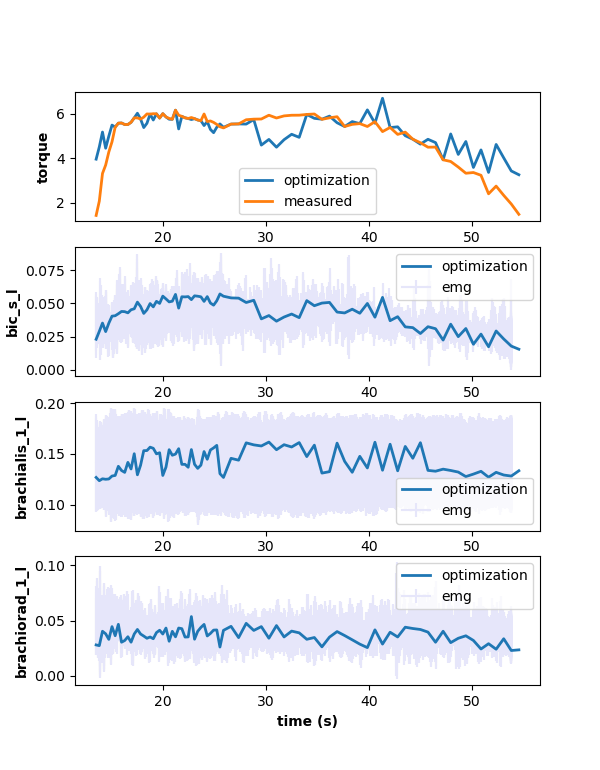 torque
6
4
2
optimization
measured
20 30 40 50
bic_s_l
0.075
0.050
0.025
0.000
optimization
emg
20 30 40 50
brachialis_1_l
0.20
0.15
0.10
optimization
emg
20 30 40 50
brachiorad_1_l
0.10
0.05
0.00
optimization
emg
20 30 40 50
time (s)